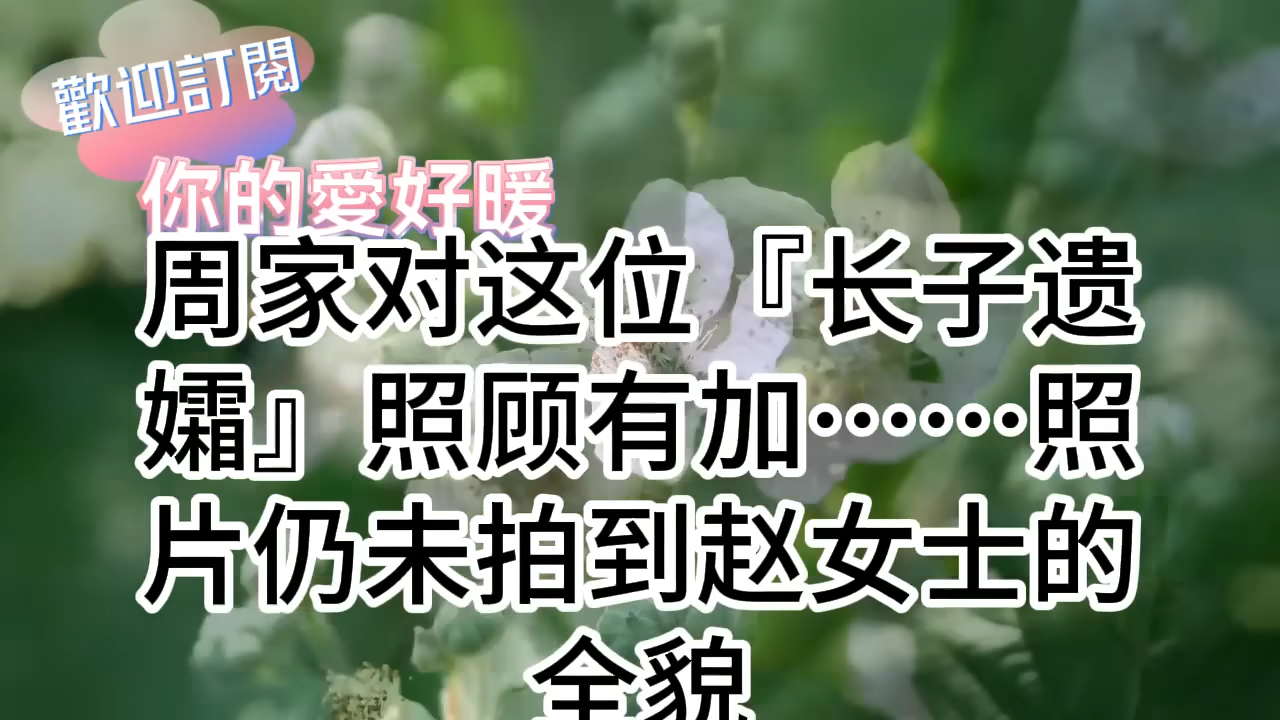 歡迎訂閱
你的愛好暖
周家对这位『长子遗
孀』照顾有加……照
片仍未拍到赵女士的
全貌